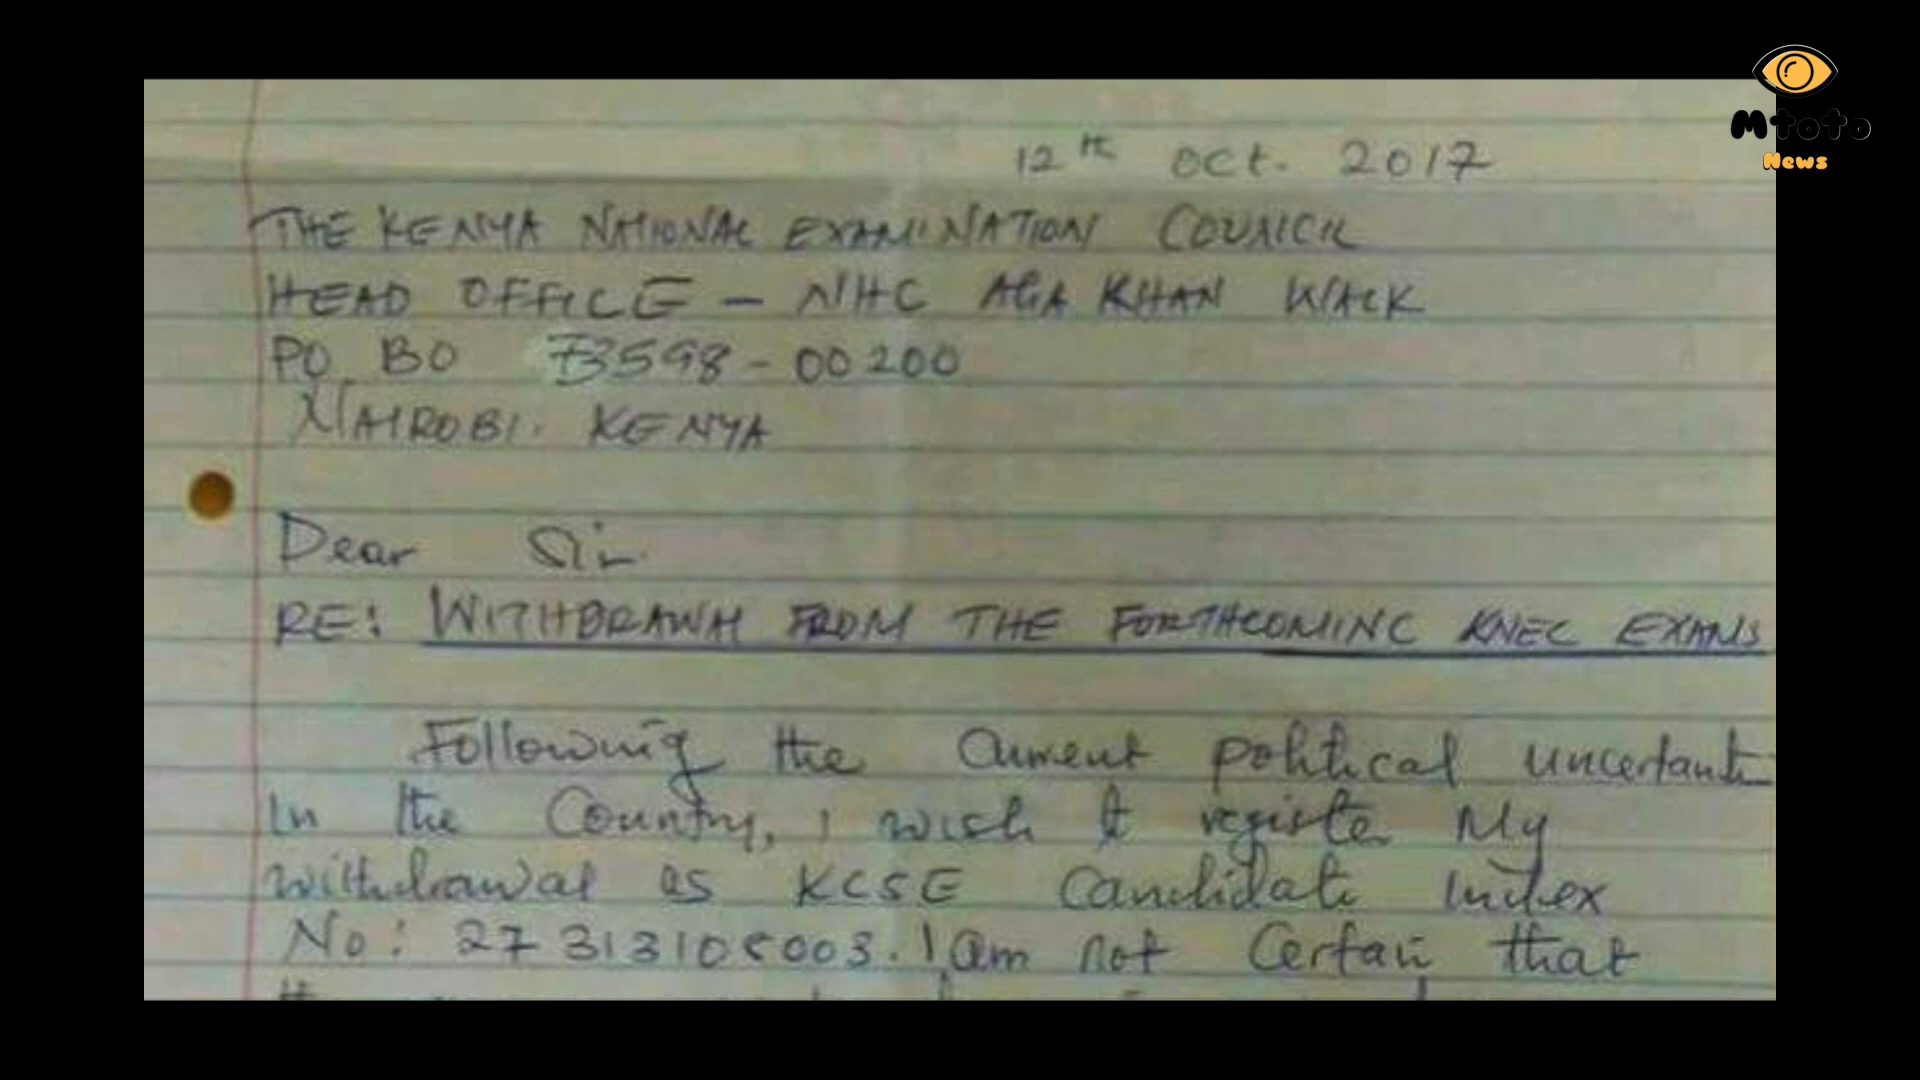 Mtoto
News
12th Oct. 2017
THE KENYA NATIONAL EXAMINATION COUNCIL
HEAD OFFICE - NHC AGA KHAN WALK
PO BO 73598-00200
NAIROBI. KENYA
Dear Sir
RE: WITHDRAWAL FROM THE FORTHCOMING KNEC EXAMS
Following the Current political
In the Country, I wish to register My
withdrawal as KCSE Candidate Index
No: 27313105003. I am not Certain that